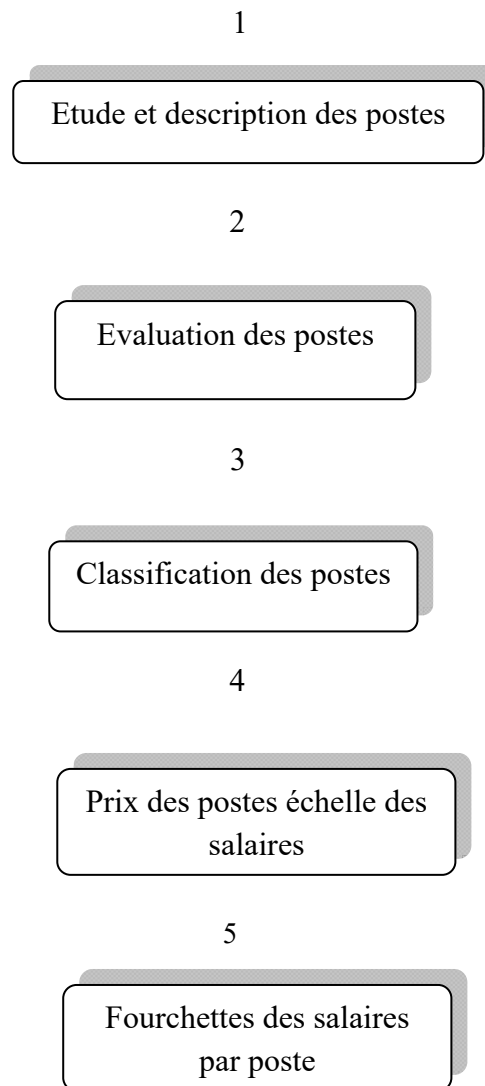 1
Etude et description des postes
2
Evaluation des postes
3
Classification des postes
4
Prix des postes échelle des
salaires
5
Fourchettes des salaires
par poste